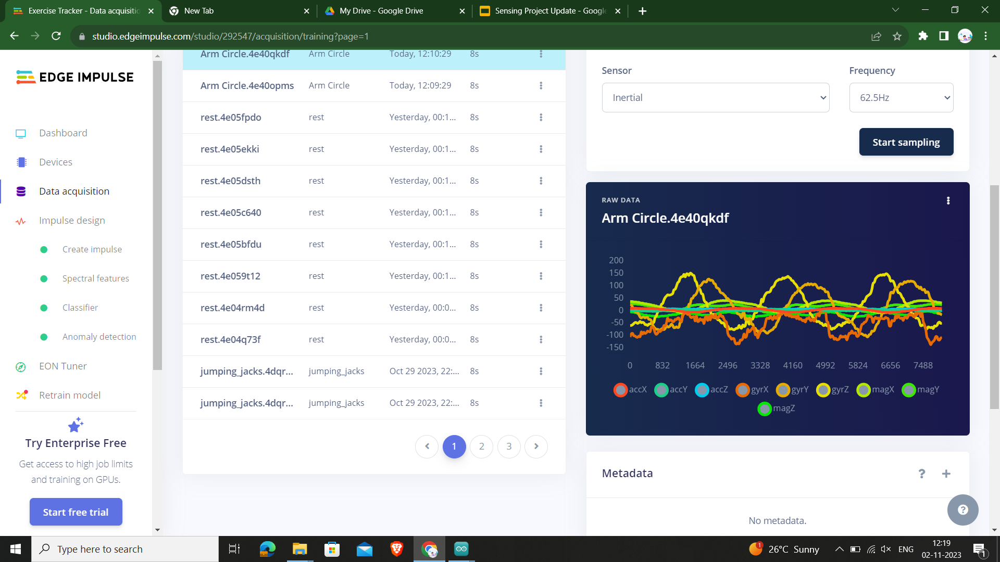 Exercise Tracker - Data acquisitio
New Tab
My Drive - Google Drive
Sensing Project Update - Google
studio.edgeimpulse.com/studio/292547/acquisition/training?page=1
EDGE IMPULSE
Dashboard
Devices
Data acquisition
Impulse design
Create impulse
Spectral features
Classifier
Anomaly detection
EON Tuner
Retrain model
Try Enterprise Free
Get access to high job limits
and training on GPUs.
Start free trial
Arm Circle.4e40qkdf Arm Circle Today, 12:10:29 8s
Arm Circle.4e40opms Arm Circle Today, 12:09:29 8s
rest.4e05fpdo rest Yesterday, 00:1... 8s
rest.4e05ekki rest Yesterday, 00:1... 8s
rest.4e05dsth rest Yesterday, 00:1... 8s
rest.4e05c640 rest Yesterday, 00:1... 8s
rest.4e05bfdu rest Yesterday, 00:1... 8s
rest.4e059t12 rest Yesterday, 00:1... 8s
rest.4e04rm4d rest Yesterday, 00:0... 8s
rest.4e04q73f rest Yesterday, 00:0... 8s
jumping_jacks.4dqr... jumping_jacks Oct 29 2023, 22:... 8s
jumping_jacks.4dqr... jumping_jacks Oct 29 2023, 22:... 8s
1 2 3
Sensor Frequency
Inertial 62.5Hz
Start sampling
RAW DATA
Arm Circle.4e40qkdf
200
150
100
50
0
-50
-100
-150
0 832 1664 2496 3328 4160 4992 5824 6656 7488
accX accY accZ gyrX gyrY gyrZ magX magY
magZ
Metadata ? +
No metadata.
?
Type here to search
1
26°C Sunny
ENG
12:19
02-11-2023
1